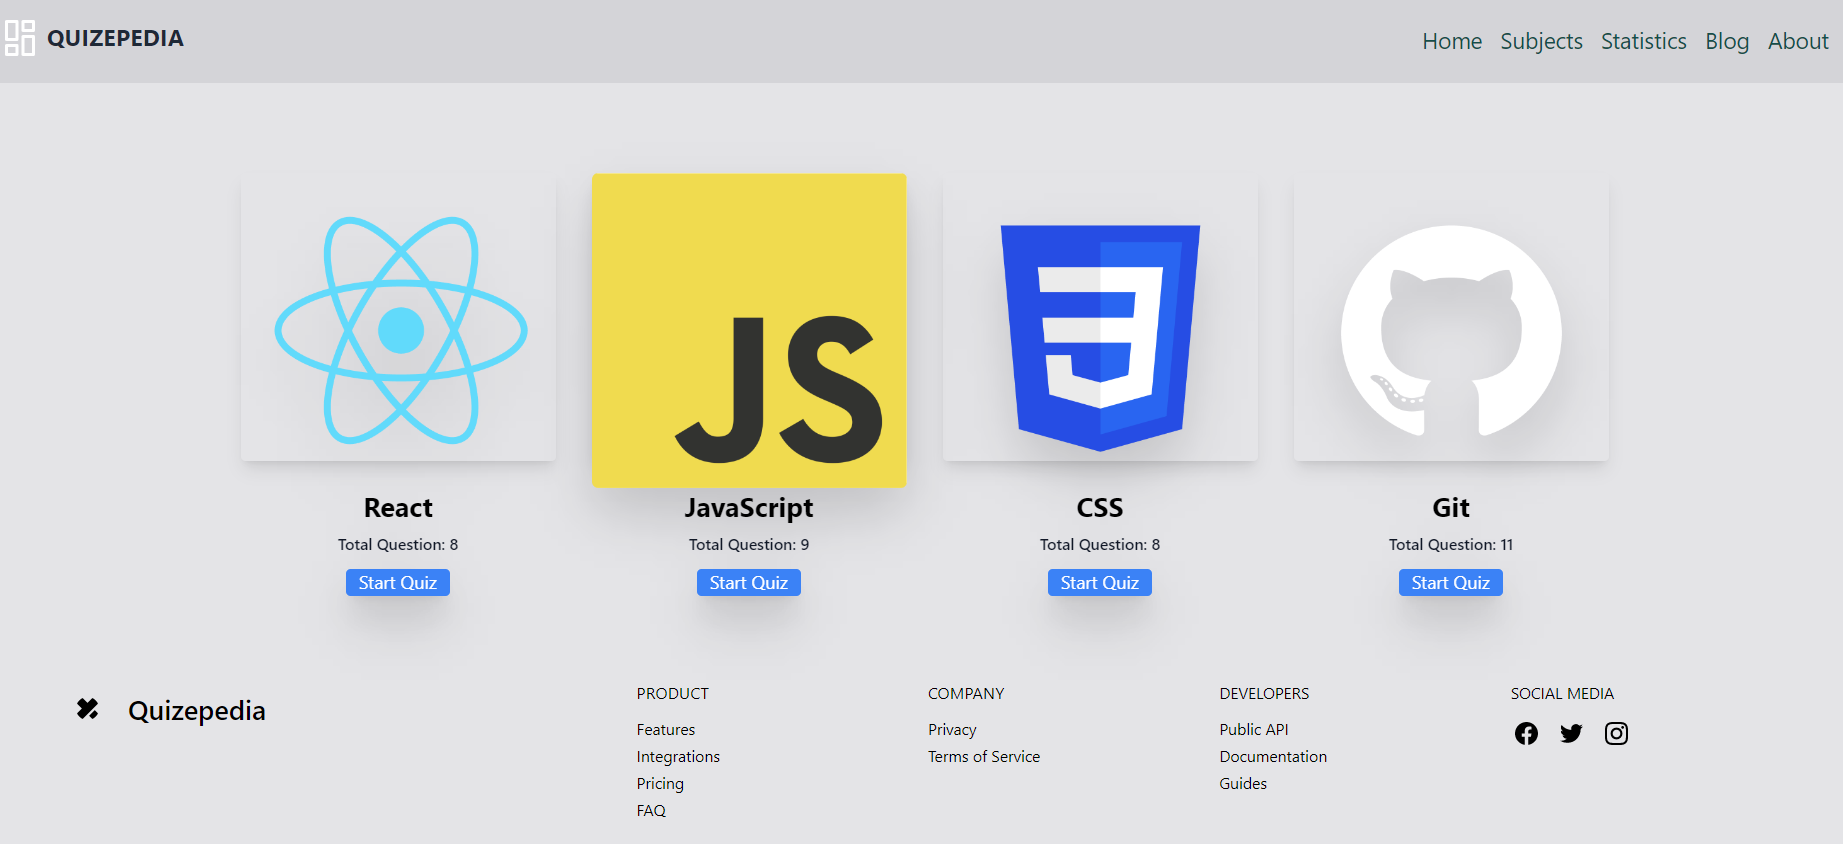 QUIZEPEDIA
Home Subjects Statistics Blog About
JS
React
Total Question: 8
Start Quiz
JavaScript
Total Question: 9
Start Quiz
CSS
Total Question: 8
Start Quiz
Git
Total Question: 11
Start Quiz
Quizepedia
PRODUCT
Features
Integrations
Pricing
FAQ
COMPANY
Privacy
Terms of Service
DEVELOPERS
Public API
Documentation
Guides
SOCIAL MEDIA